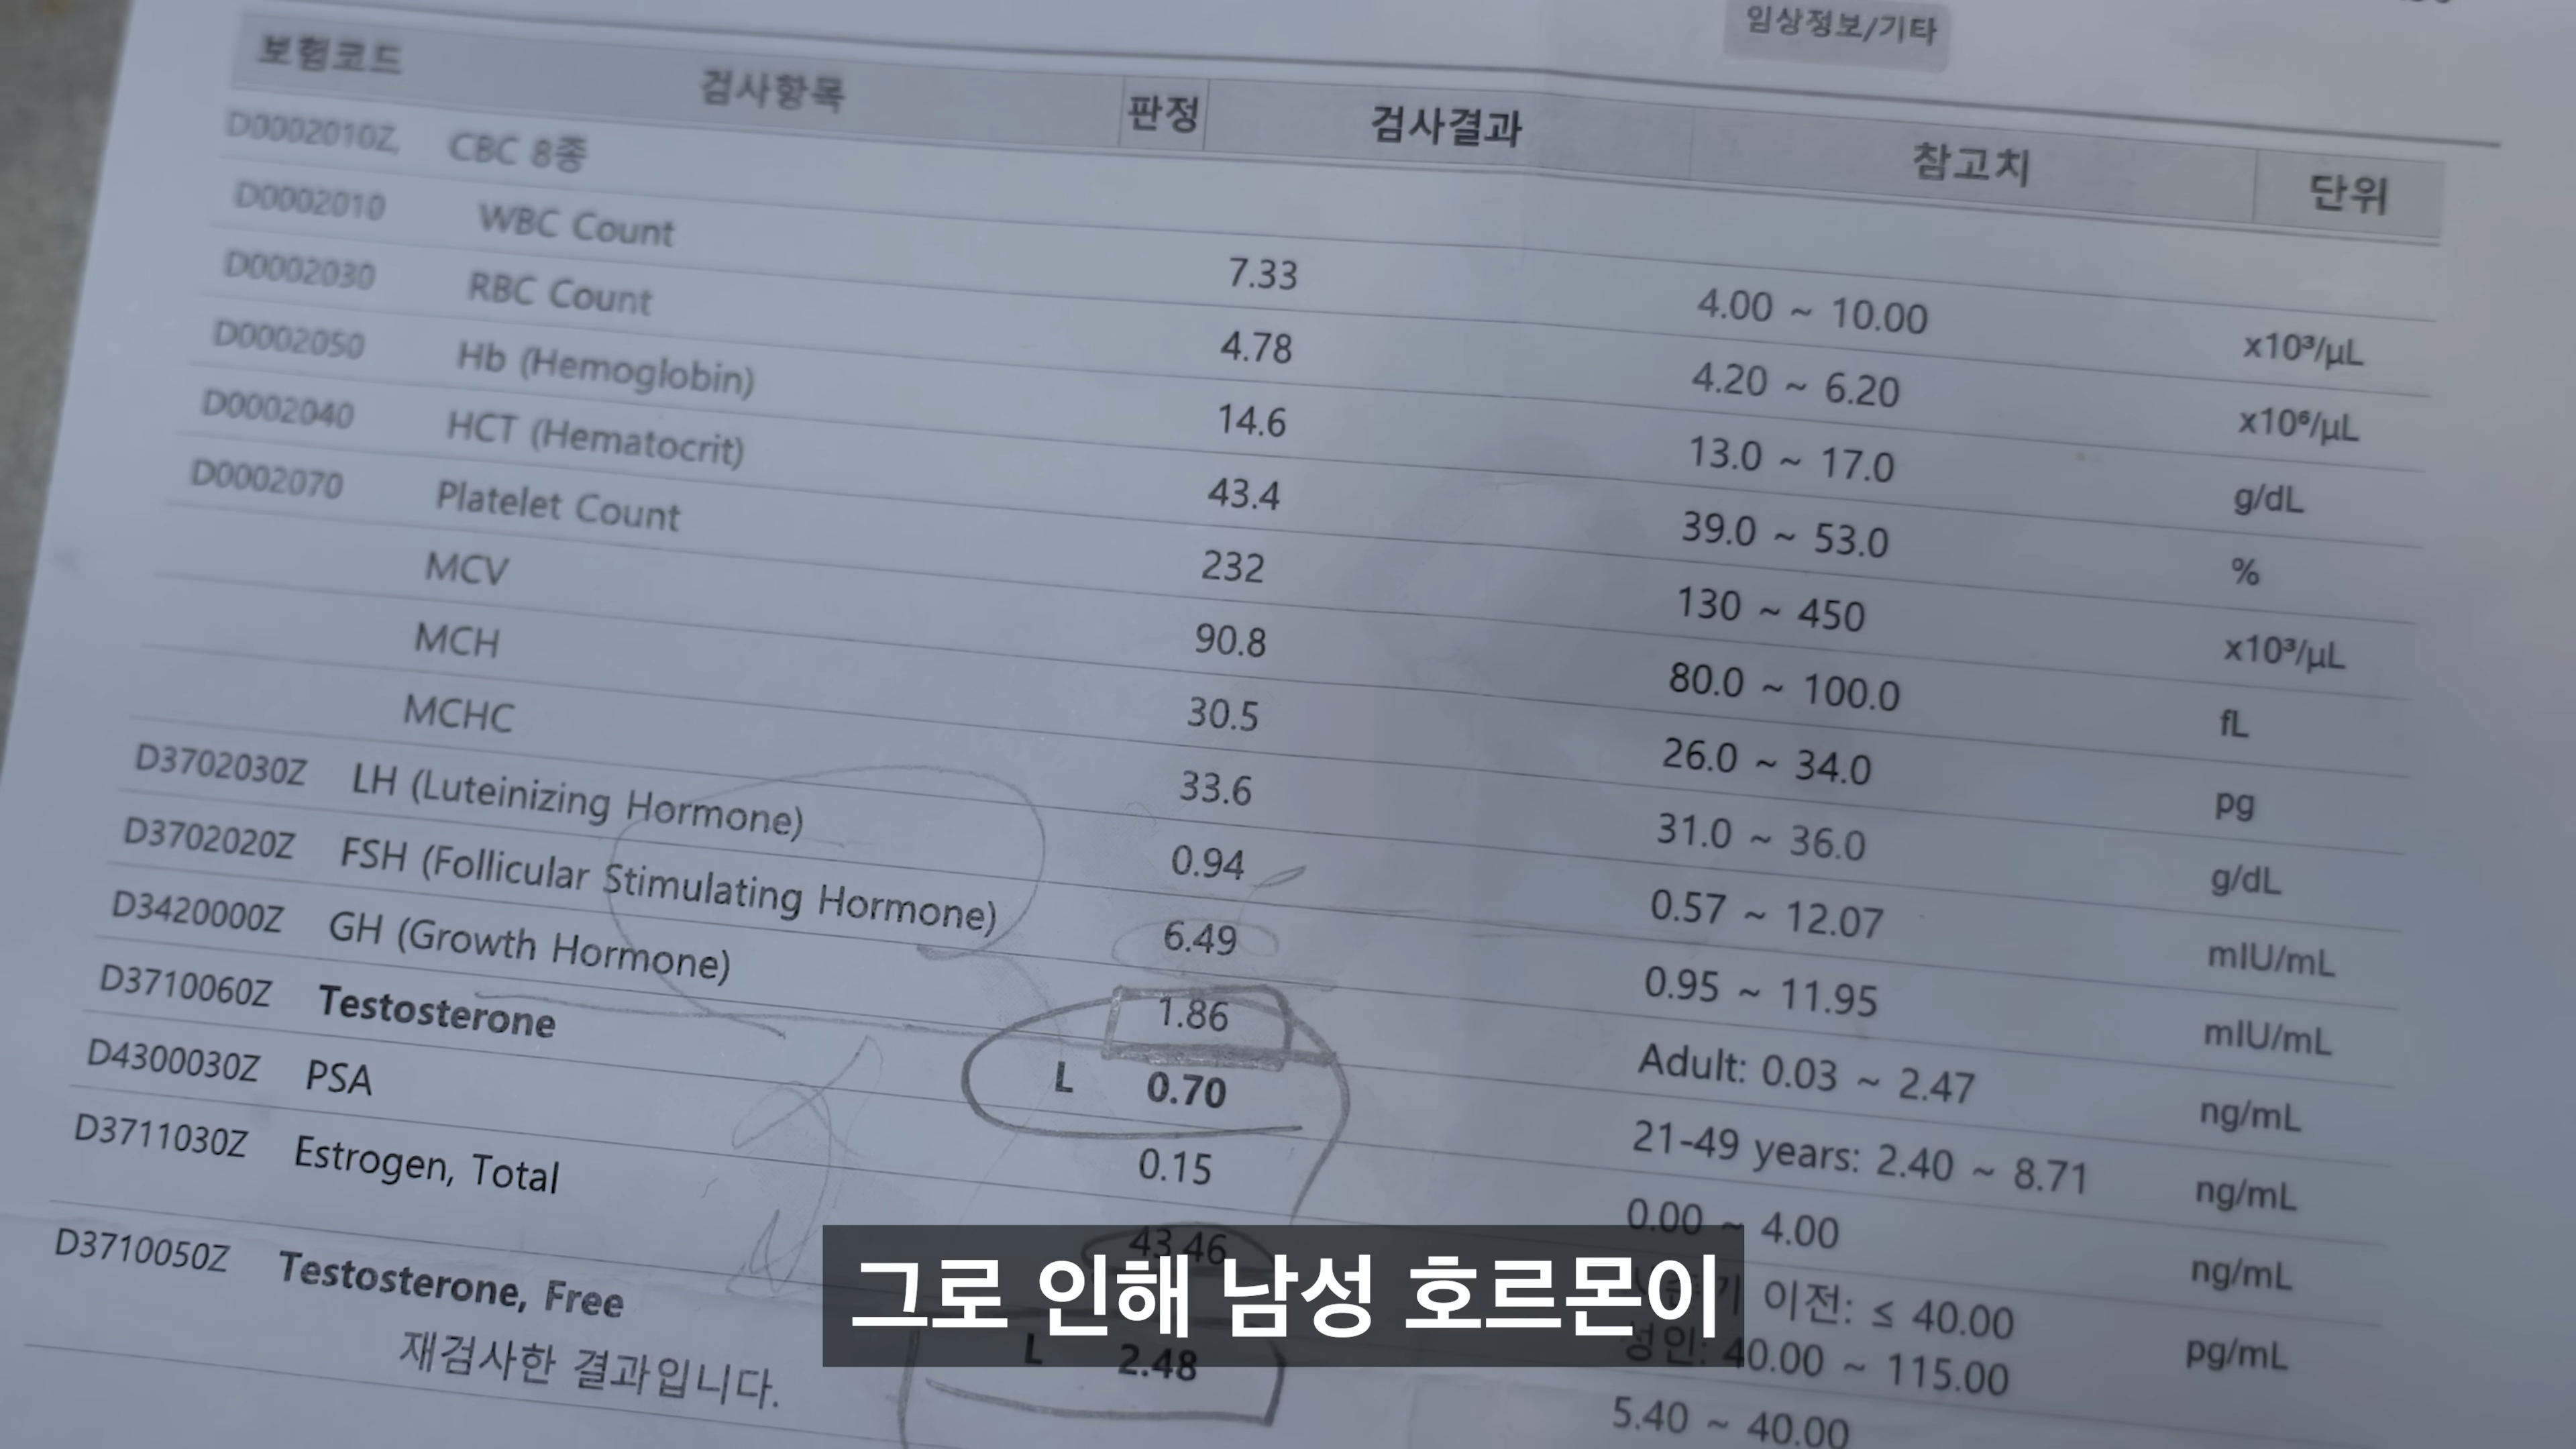 임상정보/기타
보험코드 검사항목 판정 검사결과 참고치 단위
D0002010Z, CBC 8종
D0002010 WBC Count 7.33 4.00 ~ 10.00 x10³/µL
D0002030 RBC Count 4.78 4.20 ~ 6.20 x10⁶/µL
D0002050 Hb (Hemoglobin) 14.6 13.0 ~ 17.0 g/dL
D0002040 HCT (Hematocrit) 43.4 39.0 ~ 53.0 %
D0002070 Platelet Count 232 130 ~ 450 x10³/µL
MCV 90.8 80.0 ~ 100.0 fL
MCH 30.5 26.0 ~ 34.0 pg
MCHC 33.6 31.0 ~ 36.0 g/dL
D3702030Z LH (Luteinizing Hormone) 0.94 0.57 ~ 12.07 mIU/mL
D3702020Z FSH (Follicular Stimulating Hormone) 6.49 0.95 ~ 11.95 mIU/mL
D3420000Z GH (Growth Hormone) 1.86 Adult: 0.03 ~ 2.47 ng/mL
D3710060Z Testosterone L 0.70 21-49 years: 2.40 ~ 8.71 ng/mL
D4300030Z PSA 0.15 0.00 ~ 4.00 ng/mL
D3711030Z Estrogen, Total 43.46 이전: ≤ 40.00 pg/mL
성인: 40.00 ~ 115.00
D3710050Z Testosterone, Free L 2.48 5.40 ~ 40.00
재검사한 결과입니다.
그로 인해 남성 호르몬이